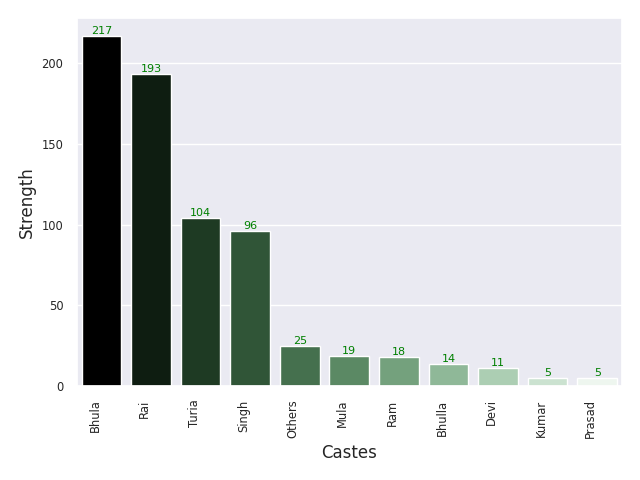 217
193
104
96
25
19
18
14
11
5
5
200
150
100
50
0
Strength
Bhula
Rai
Turia
Singh
Others
Mula
Ram
Bhulla
Devi
Kumar
Prasad
Castes